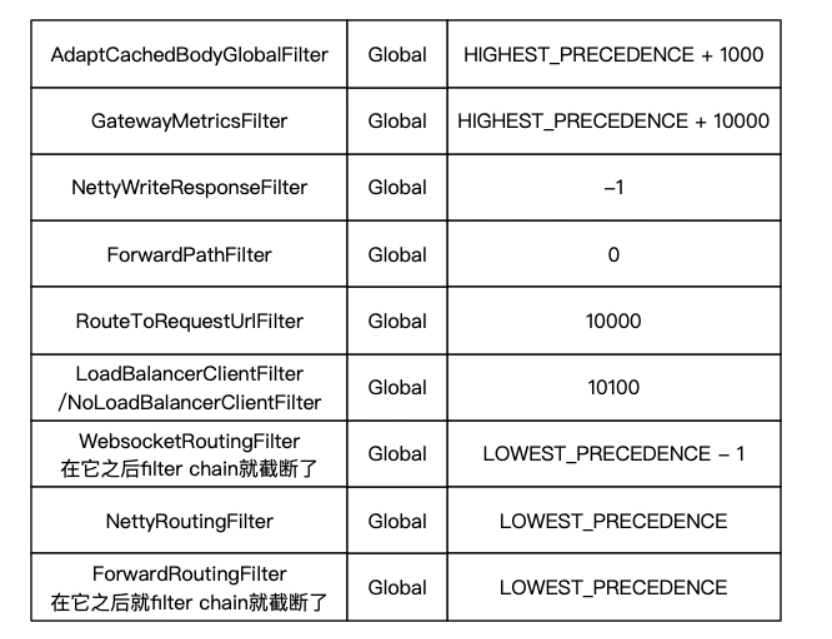 AdaptCachedBodyGlobalFilter Global HIGHEST_PRECEDENCE + 1000
GatewayMetricsFilter Global HIGHEST_PRECEDENCE + 10000
NettyWriteResponseFilter Global –1
ForwardPathFilter Global 0
RouteToRequestUrlFilter Global 10000
LoadBalancerClientFilter
/NoLoadBalancerClientFilter Global 10100
WebsocketRoutingFilter
在它之后filter chain就截断了 Global LOWEST_PRECEDENCE – 1
NettyRoutingFilter Global LOWEST_PRECEDENCE
ForwardRoutingFilter
在它之后就filter chain就截断了 Global LOWEST_PRECEDENCE